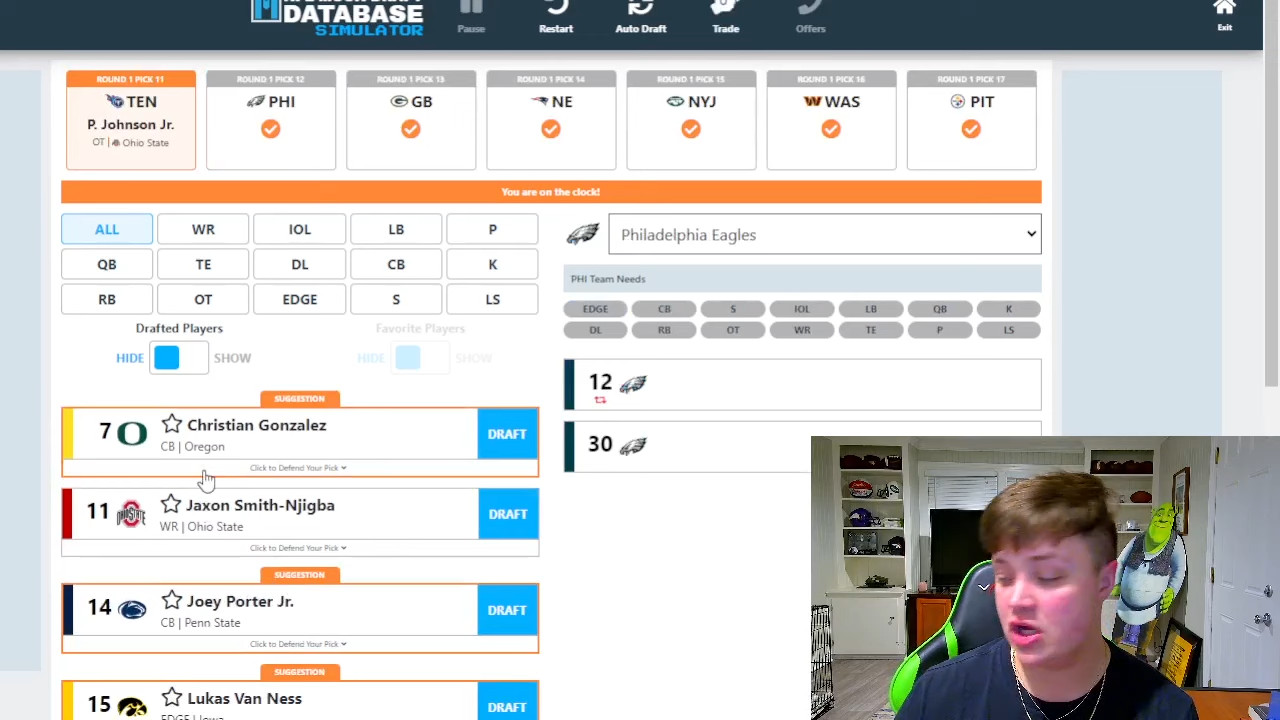 DATABASE
SIMULATOR
Pause
Restart
Auto Draft
Trade
Offers
Exit
ROUND 1 PICK 11
TEN
P. Johnson Jr.
OT | Ohio State
ROUND 1 PICK 12
PHI
ROUND 1 PICK 13
GB
ROUND 1 PICK 14
NE
ROUND 1 PICK 15
NYJ
ROUND 1 PICK 16
WAS
ROUND 1 PICK 17
PIT
You are on the clock!
ALL WR IOL LB P
QB TE DL CB K
RB OT EDGE S LS
Drafted Players
HIDE SHOW
Favorite Players
HIDE SHOW
SUGGESTION
7 Christian Gonzalez
CB | Oregon
DRAFT
Click to Defend Your Pick
11 Jaxon Smith-Njigba
WR | Ohio State
DRAFT
Click to Defend Your Pick
SUGGESTION
14 Joey Porter Jr.
CB | Penn State
DRAFT
Click to Defend Your Pick
SUGGESTION
15 Lukas Van Ness
EDGE | Iowa
DRAFT
Philadelphia Eagles
PHI Team Needs
EDGE CB S IOL LB QB K
DL RB OT WR TE P LS
12
30